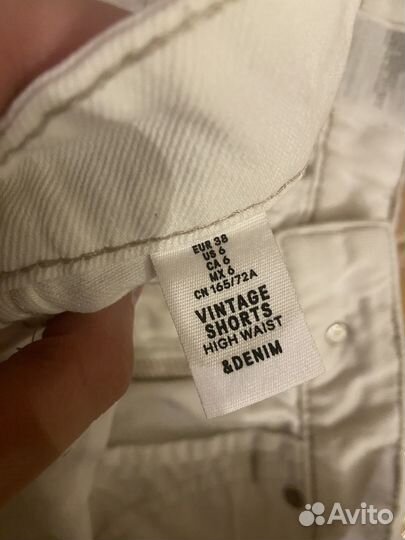 EUR 38
US 6
CA 6
MX 6
CN 165/72A
VINTAGE
SHORTS
HIGH WAIST
&DENIM
Avito